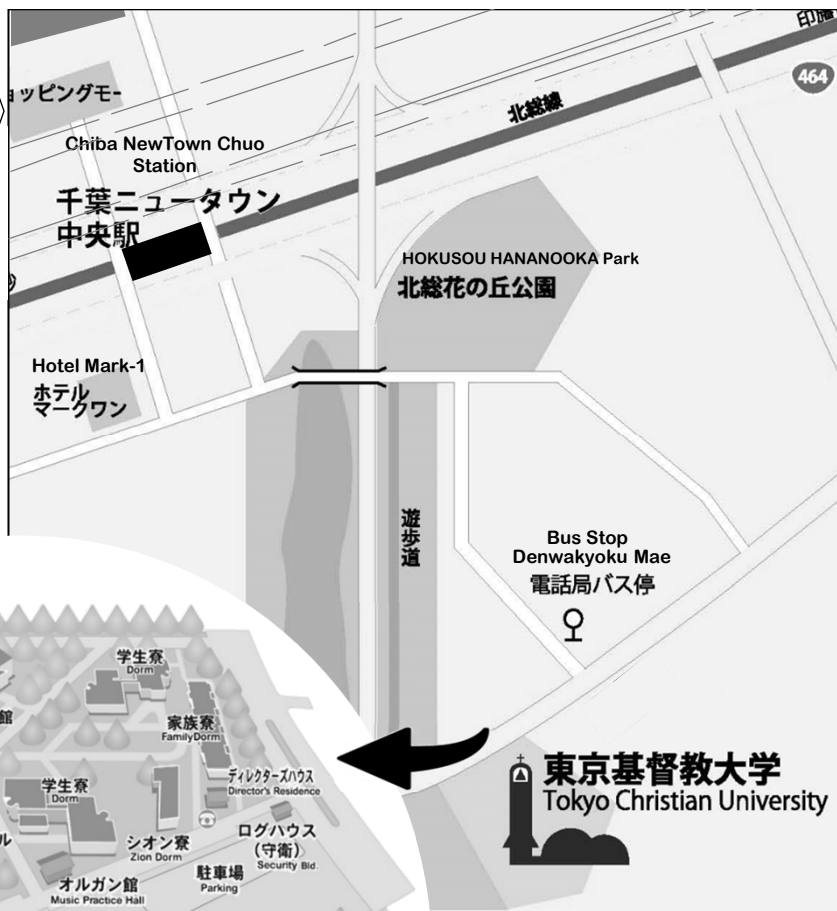 印旛
464
ョッピングモー
北総線
Chiba NewTown Chuo
Station
千葉ニュータウン
中央駅
HOKUSOU HANANOOKA Park
北総花の丘公園
Hotel Mark-1
ホテル
マークワン
遊歩道
Bus Stop
Denwakyoku Mae
電話局バス停
学生寮
Dorm
館
家族寮
FamilyDorm
ディレクターズハウス
Director's Residence
学生寮
Dorm
ル
シオン寮
Zion Dorm
ログハウス
(守衛)
Security Bld.
駐車場
Parking
オルガン館
Music Practice Hall
東京基督教大学
Tokyo Christian University